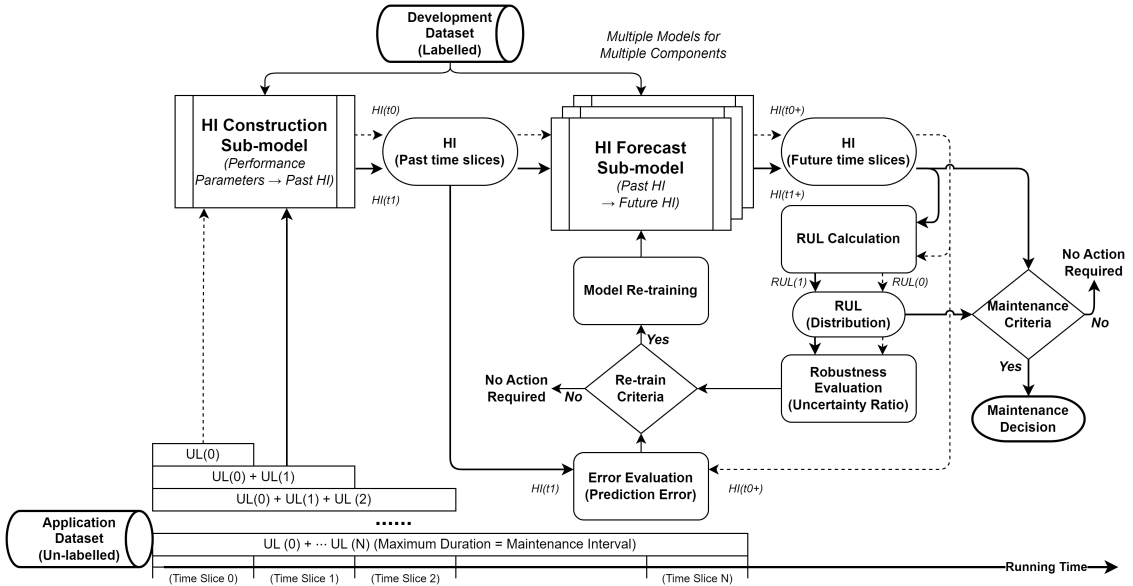 Development
Dataset
(Labelled)
Multiple Models for
Multiple Components
HI Construction
Sub-model
(Performance
Parameters → Past HI)
HI(t0)
HI(t1)
HI
(Past time slices)
HI Forecast
Sub-model
(Past HI
→ Future HI)
HI(t0+)
HI(t1+)
HI
(Future time slices)
RUL Calculation
RUL(1)
RUL(0)
RUL
(Distribution)
Robustness
Evaluation
(Uncertainty Ratio)
Maintenance
Criteria
No Action
Required
No
Yes
Maintenance
Decision
Model Re-training
Yes
Re-train
Criteria
No Action
Required
No
Error Evaluation
(Prediction Error)
HI(t1)
HI(t0+)
UL(0)
UL(0) + UL(1)
UL(0) + UL(1) + UL (2)
......
Application
Dataset
(Un-labelled)
UL (0) + ··· UL (N) (Maximum Duration = Maintenance Interval)
(Time Slice 0)
(Time Slice 1)
(Time Slice 2)
(Time Slice N)
Running Time